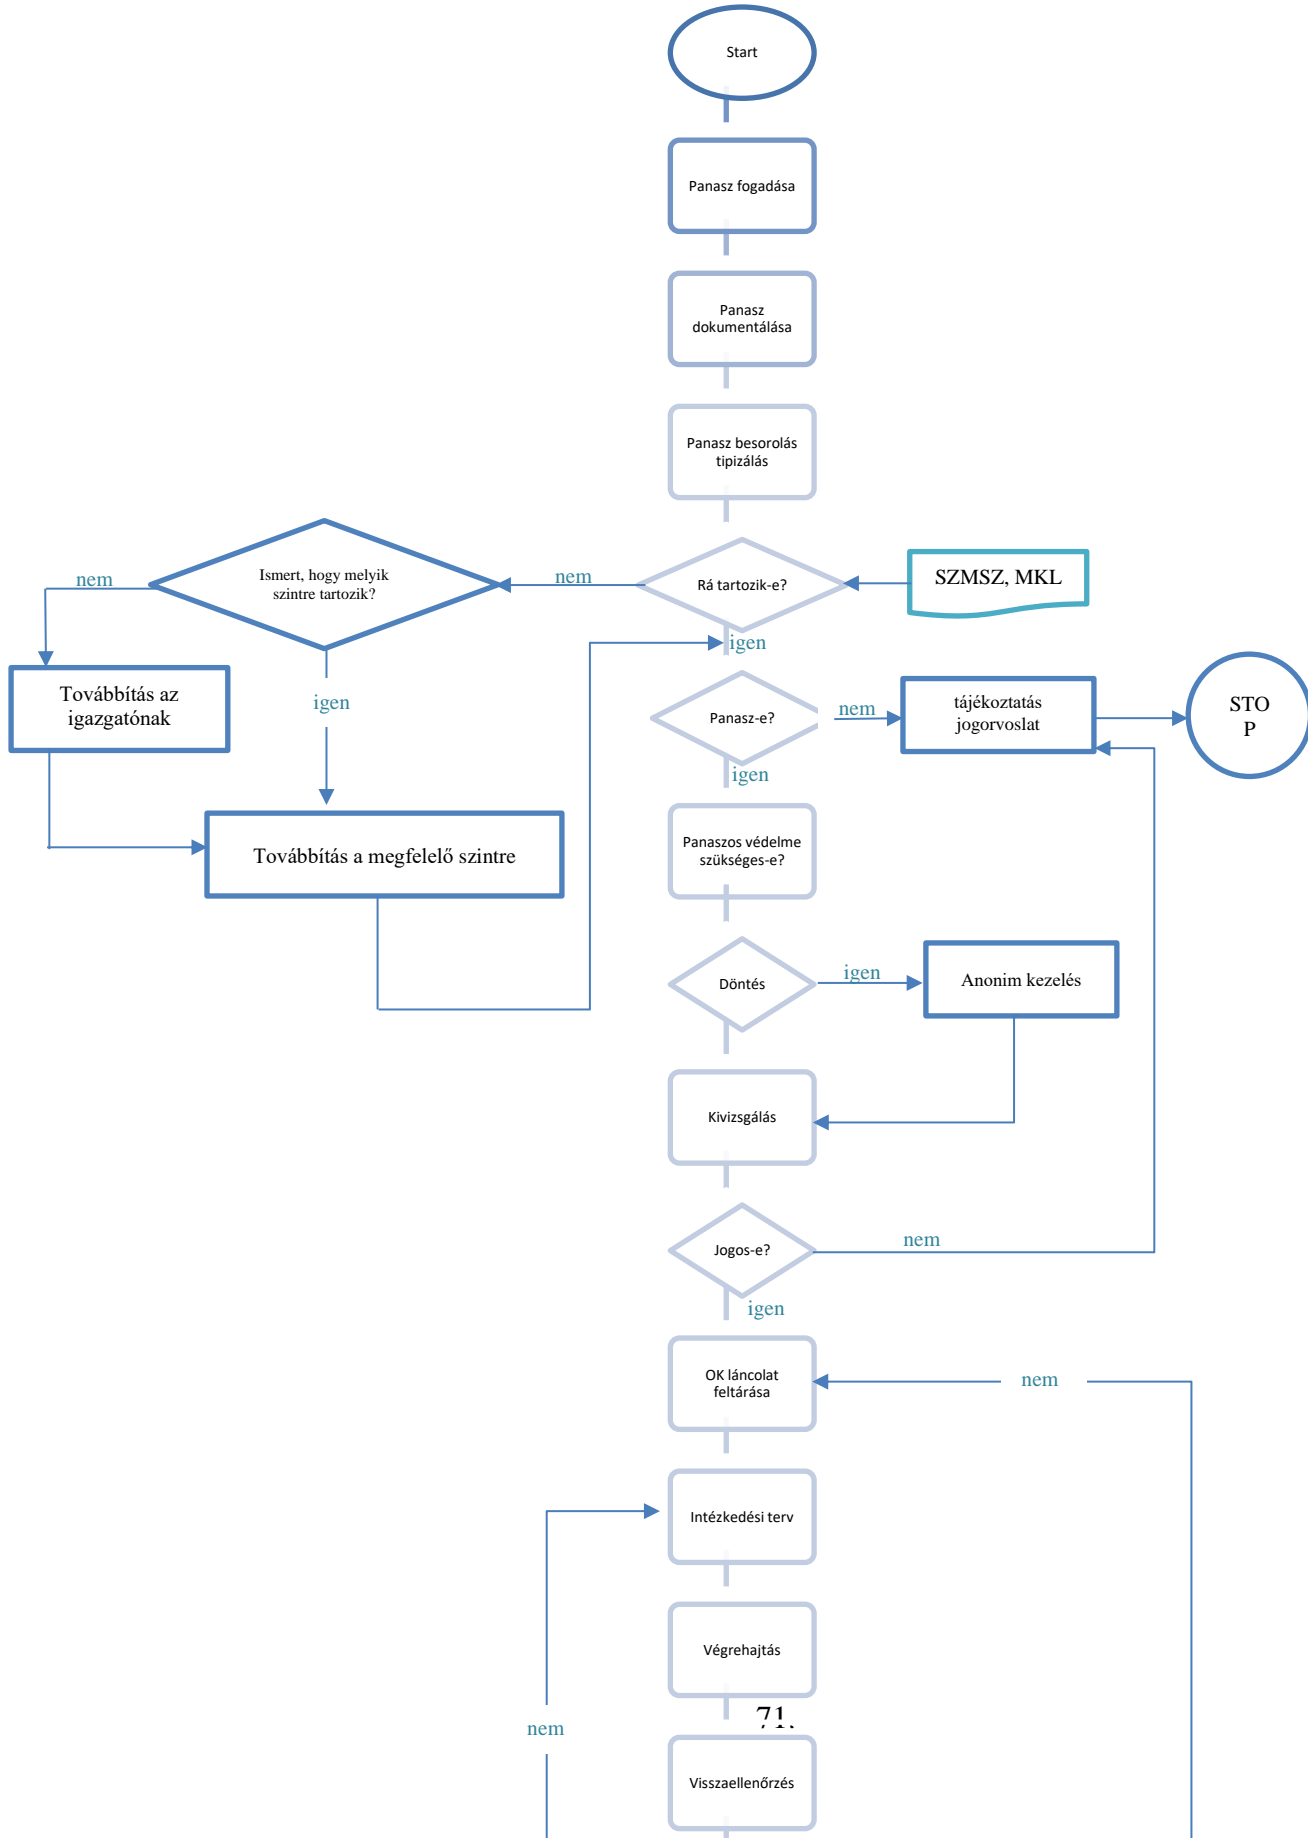 Start
Panasz fogadása
Panasz
dokumentálása
Panasz besorolás
tipizálás
nem
Ismert, hogy melyik
szintre tartozik?
nem
Rá tartozik-e?
SZMSZ, MKL
igen
Továbbítás az
igazgatónak
igen
Panasz-e?
nem
tájékoztatás
jogorvoslat
STO
P
igen
Továbbítás a megfelelő szintre
Panaszos védelme
szükséges-e?
Döntés
igen
Anonim kezelés
Kivizsgálás
Jogos-e?
nem
igen
OK láncolat
feltárása
nem
Intézkedési terv
Végrehajtás
71.
nem
Visszaellenőrzés